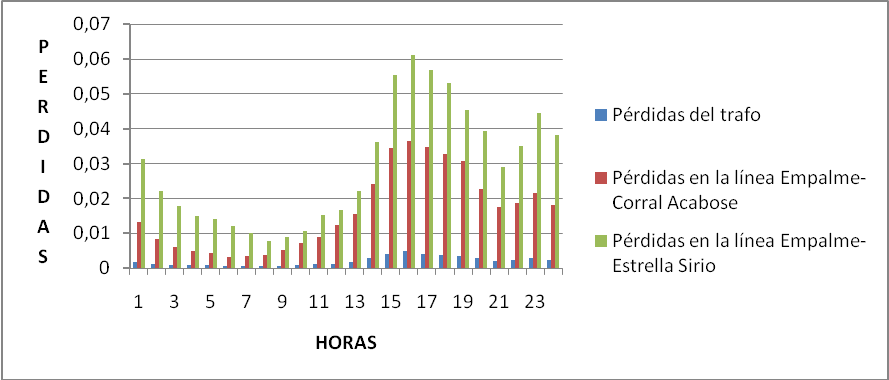 PERDIDAS
0,07
0,06
0,05
0,04
0,03
0,02
0,01
0
1 3 5 7 9 11 13 15 17 19 21 23
HORAS
Pérdidas del trafo
Pérdidas en la línea Empalme-
Corral Acabose
Pérdidas en la línea Empalme-
Estrella Sirio